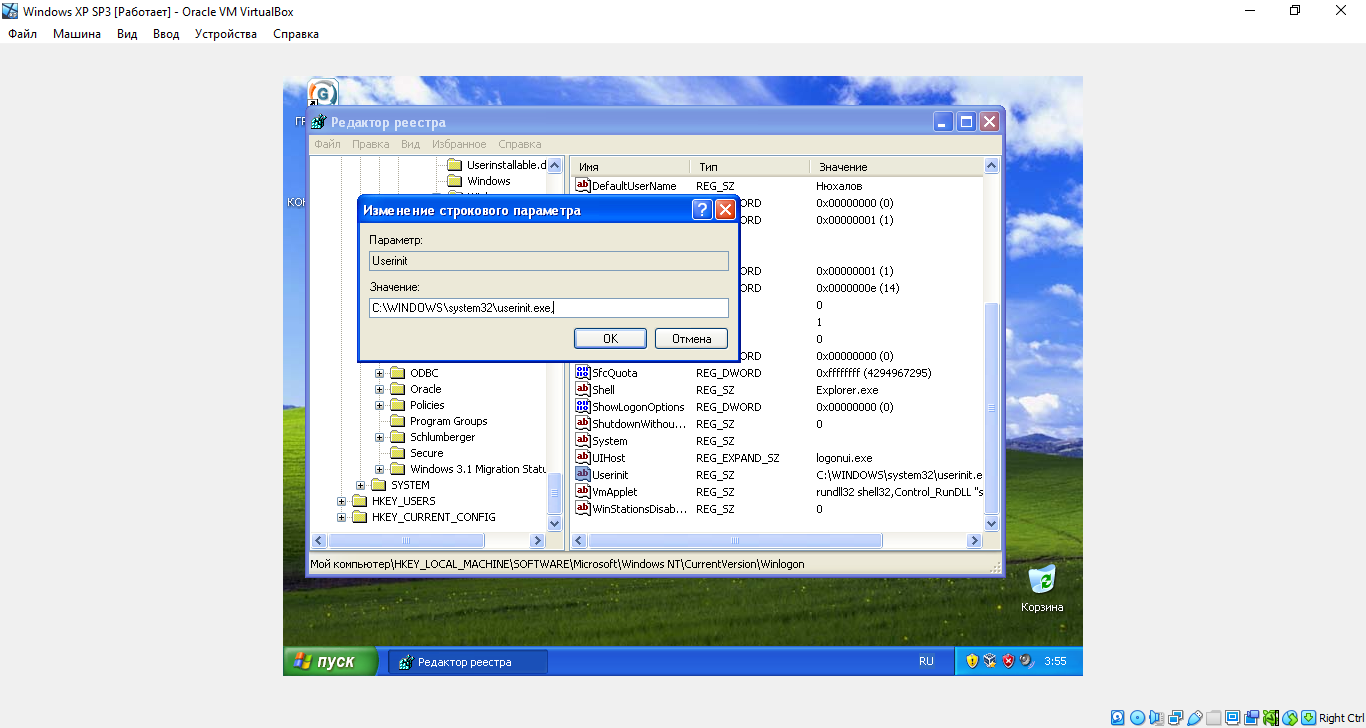 Windows XP SP3 [Работает] - Oracle VM VirtualBox
Файл Машина Вид Ввод Устройства Справка
Редактор реестра
Файл Правка Вид Избранное Справка
Userinstallable.d
Windows
Имя Тип Значение
DefaultUserName REG_SZ Нюхалов
0x00000000 (0)
0x00000001 (1)
0x00000001 (1)
0x0000000e (14)
0
1
0
0x00000000 (0)
SfcQuota REG_DWORD 0xffffffff (4294967295)
Shell REG_SZ Explorer.exe
ShowLogonOptions REG_DWORD 0x00000000 (0)
ShutdownWithou... REG_SZ 0
System REG_SZ
UIHost REG_EXPAND_SZ logonui.exe
Userinit REG_SZ C:\WINDOWS\system32\userinit.e
VmApplet REG_SZ rundll32 shell32,Control_RunDLL "s
WinStationsDisab... REG_SZ 0
Изменение строкового параметра
Параметр:
Userinit
Значение:
C:\WINDOWS\system32\userinit.exe,
OK Отмена
ODBC
Oracle
Policies
Program Groups
Schlumberger
Secure
Windows 3.1 Migration Statu
SYSTEM
HKEY_USERS
HKEY_CURRENT_CONFIG
Мой компьютер\HKEY_LOCAL_MACHINE\SOFTWARE\Microsoft\Windows NT\CurrentVersion\Winlogon
Корзина
пуск Редактор реестра RU 3:55
Right Ctrl